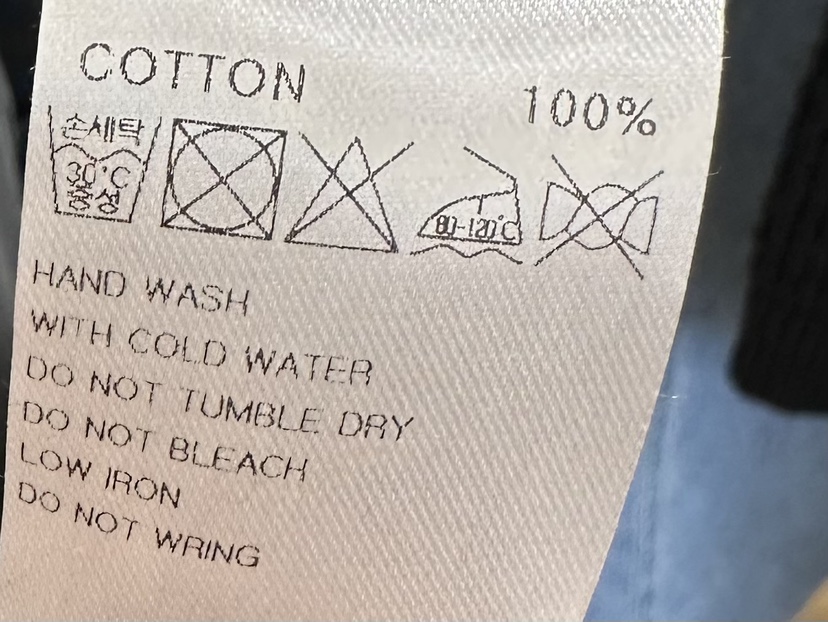 COTTON 100%
손세탁
30°C
중성
80-120°C
HAND WASH
WITH COLD WATER
DO NOT TUMBLE DRY
DO NOT BLEACH
LOW IRON
DO NOT WRING